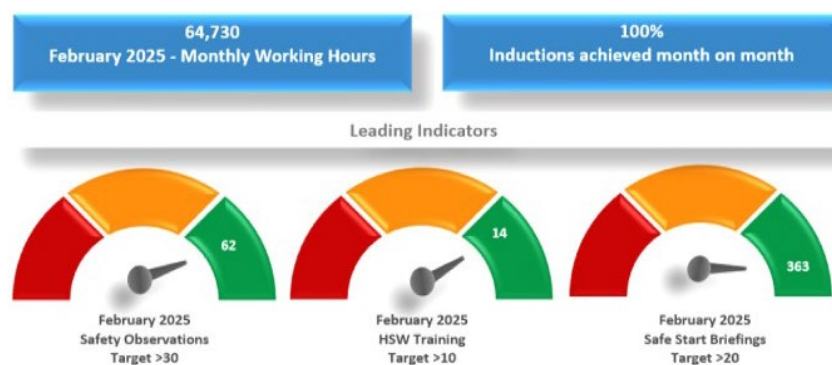 64,730
February 2025 - Monthly Working Hours
100%
Inductions achieved month on month
Leading Indicators
62
February 2025
Safety Observations
Target >30
14
February 2025
HSW Training
Target >10
363
February 2025
Safe Start Briefings
Target >20